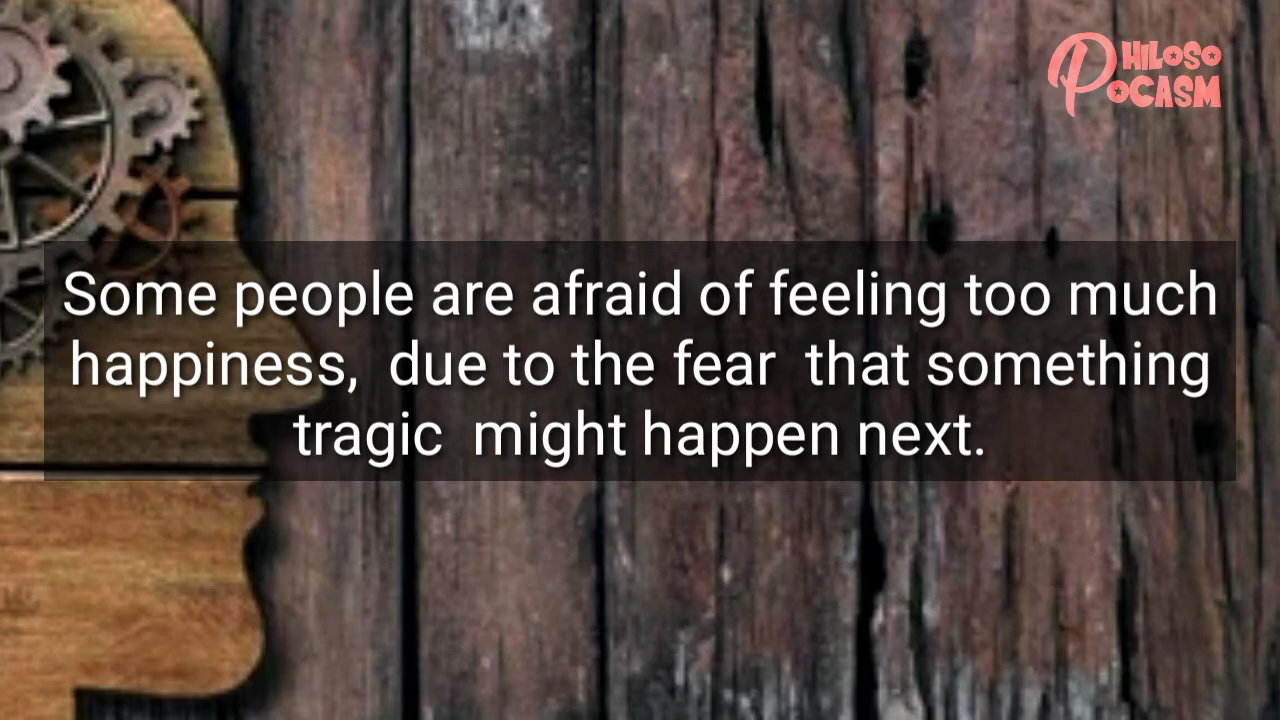 PHILOSO
POCASM
Some people are afraid of feeling too much
happiness,  due to the fear  that something
tragic  might happen next.